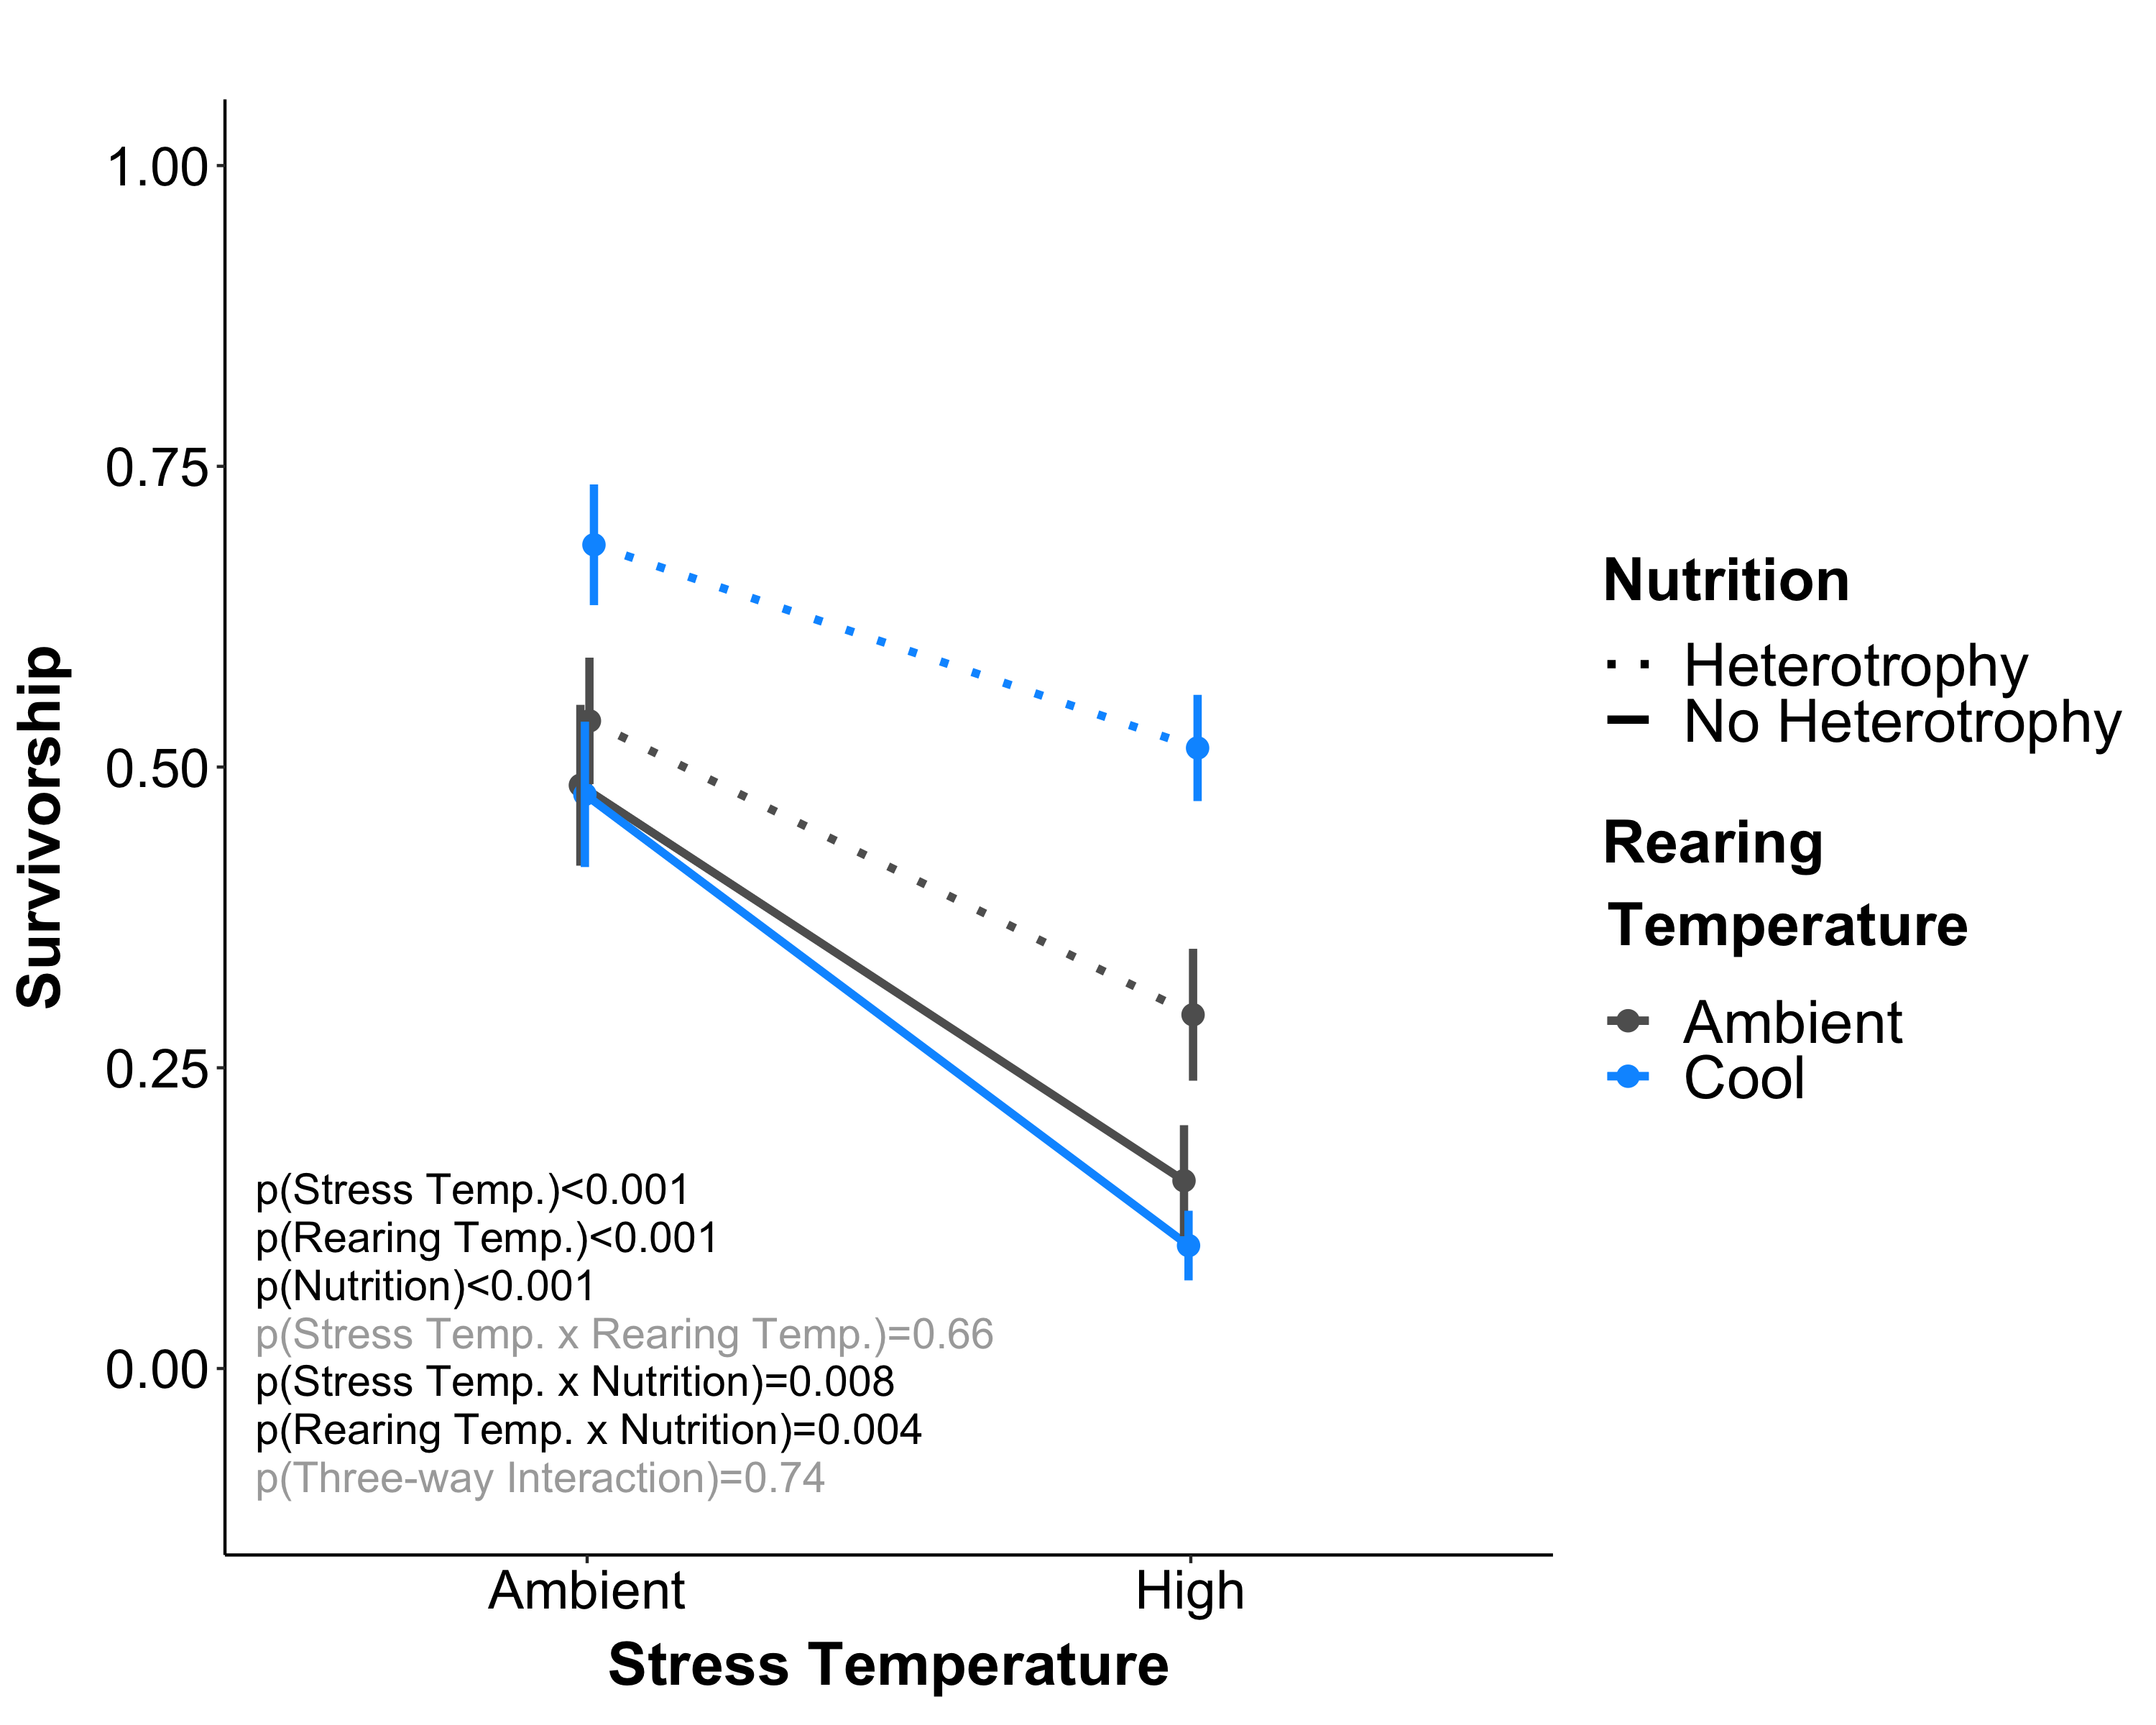 1.00
0.75
0.50
0.25
0.00
Survivorship
p(Stress Temp.)<0.001
p(Rearing Temp.)<0.001
p(Nutrition)<0.001
p(Stress Temp. x Rearing Temp.)=0.66
p(Stress Temp. x Nutrition)=0.008
p(Rearing Temp. x Nutrition)=0.004
p(Three-way Interaction)=0.74
Ambient
High
Stress Temperature
Nutrition
Heterotrophy
No Heterotrophy
Rearing
Temperature
Ambient
Cool